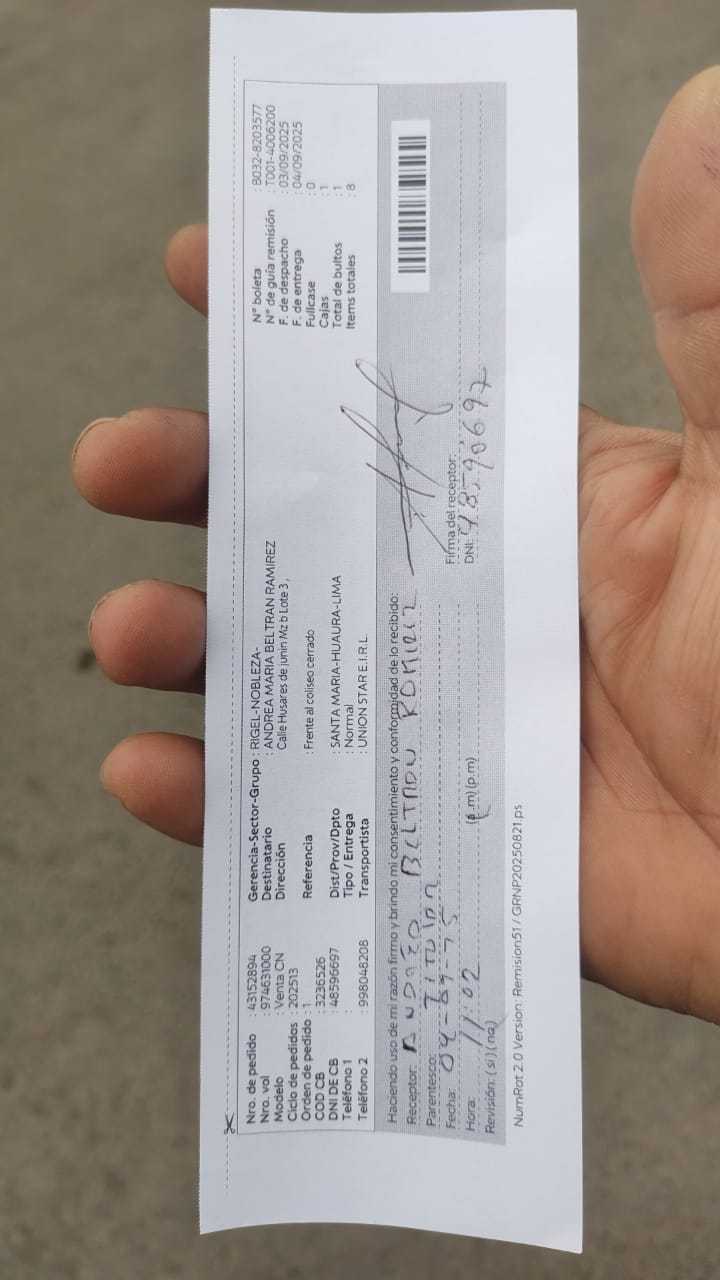 Nro. de pedido : 43152894
Nro. vol : 974631000
Modelo : Venta CN
Ciclo de pedidos : 202513
Orden de pedido : 1
COD CB : 3236526
DNI DE CB : 48596697
Teléfono 1 :
Teléfono 2 : 998048208
Gerencia-Sector-Grupo : RIGEL-NOBLEZA-
Destinatario : ANDREA MARIA BELTRAN RAMIREZ
Dirección Calle Husares de junin Mz b Lote 3 ,
Referencia : Frente al coliseo cerrado
Dist/Prov/Dpto : SANTA MARIA-HUAURA-LIMA
Tipo / Entrega : Normal
Transportista : UNION STAR E.I.R.L.
N° boleta : B032-8203577
N° de guía remisión : T001-4006200
F. de despacho : 03/09/2025
F. de entrega : 04/09/2025
Fullcase : 0
Cajas : 1
Total de bultos : 1
Items totales : 8
Haciendo uso de mi razón firmo y brindo mi consentimiento y conformidad de lo recibido:
Receptor:
Parentesco: Titular
Fecha:
Hora: 11:02 (a.m) (p.m)
Revisión: (si) (no)
Firma del receptor:
DNI:
NumRot 2.0 Version: Remision51 / GRNP20250821.ps